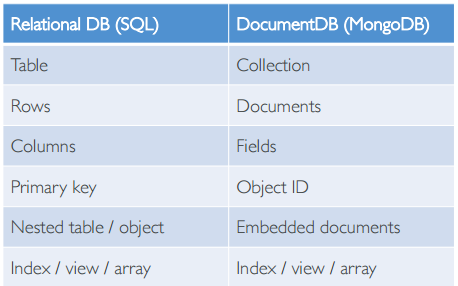 Relational DB (SQL) DocumentDB (MongoDB)
Table Collection
Rows Documents
Columns Fields
Primary key Object ID
Nested table / object Embedded documents
Index / view / array Index / view / array